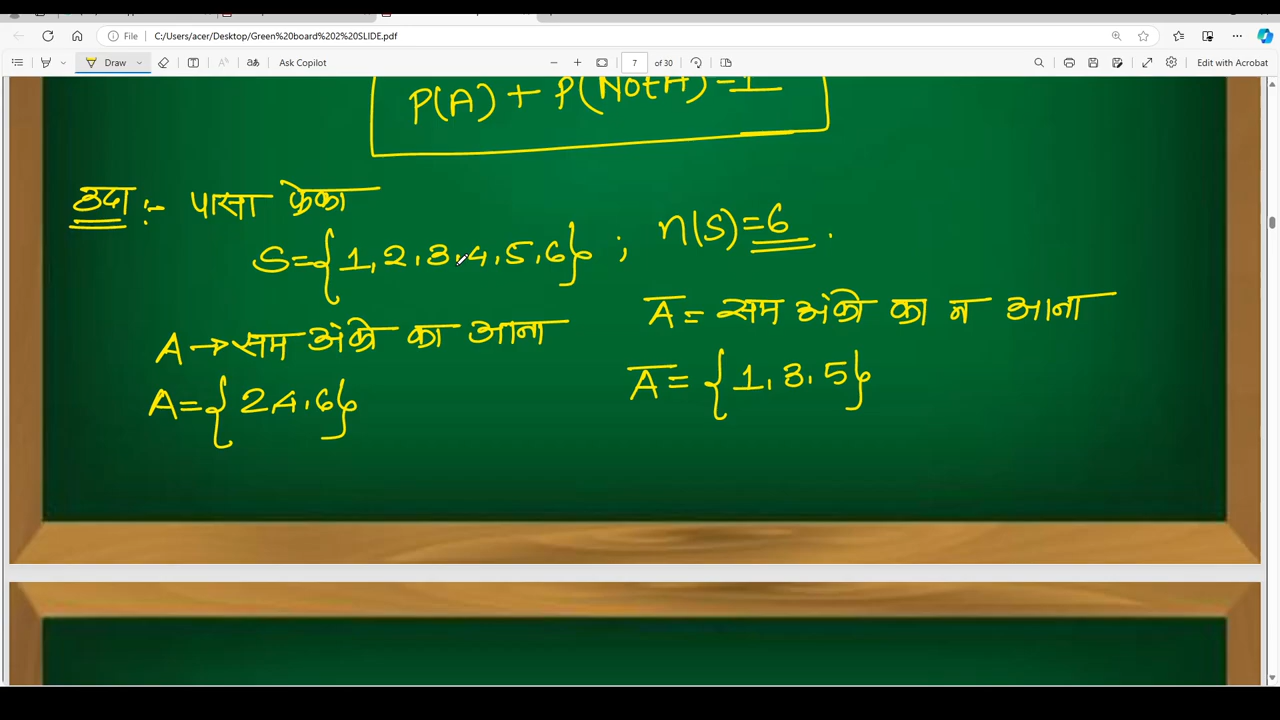 File C:/Users/acer/Desktop/Green%20board%202%20SLIDE.pdf
Draw Ask Copilot 7 of 30 Edit with Acrobat
P(A) + P(Not A) = 1
उदा :- पासा फेका
S = {1, 2, 3, 4, 5, 6} ; n(S) = 6 .
A → सम अंको का आना
A̅ = सम अंको का न आना
A = {2 4, 6}
A̅ = {1, 3, 5}